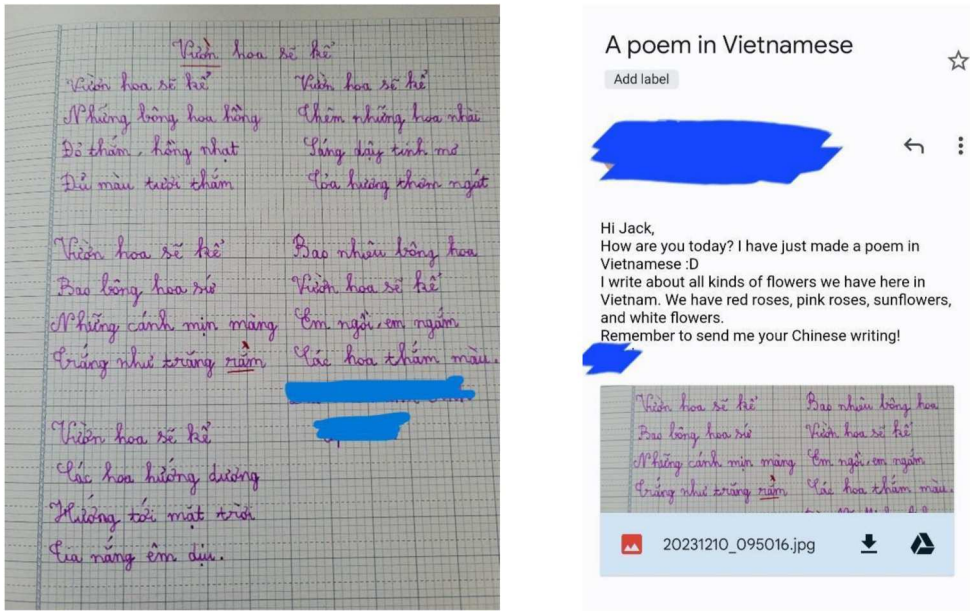 Vườn hoa sẽ kể
Vườn hoa sẽ kể
Những bông hoa hồng
Đỏ thắm, hồng nhạt
Đủ màu tười thắm
Vườn hoa sẽ kể
Bao bông hoa sứ
Những cánh mịn màng
Trắng như trăng rằm
Vườn hoa sẽ kể
Các hoa hướng dương
Hướng tới mặt trời
Tia nắng êm dịu.
Vườn hoa sẽ kể
Thêm những hoa nhài
Sáng dậy tinh mơ
Tỏa hương thơm ngát
Bao nhiêu bông hoa
Vườn hoa sẽ kể
Em ngồi, em ngắm
Các hoa thắm màu.
A poem in Vietnamese
Add label
Hi Jack,
How are you today? I have just made a poem in
Vietnamese :D
I write about all kinds of flowers we have here in
Vietnam. We have red roses, pink roses, sunflowers,
and white flowers.
Remember to send me your Chinese writing!
Vườn hoa sẽ kể
Bao bông hoa sứ
Những cánh mịn màng
Trắng như trăng rằm
Bao nhiêu bông hoa
Vườn hoa sẽ kể
Em ngồi, em ngắm
Các hoa thắm màu.
20231210_095016.jpg